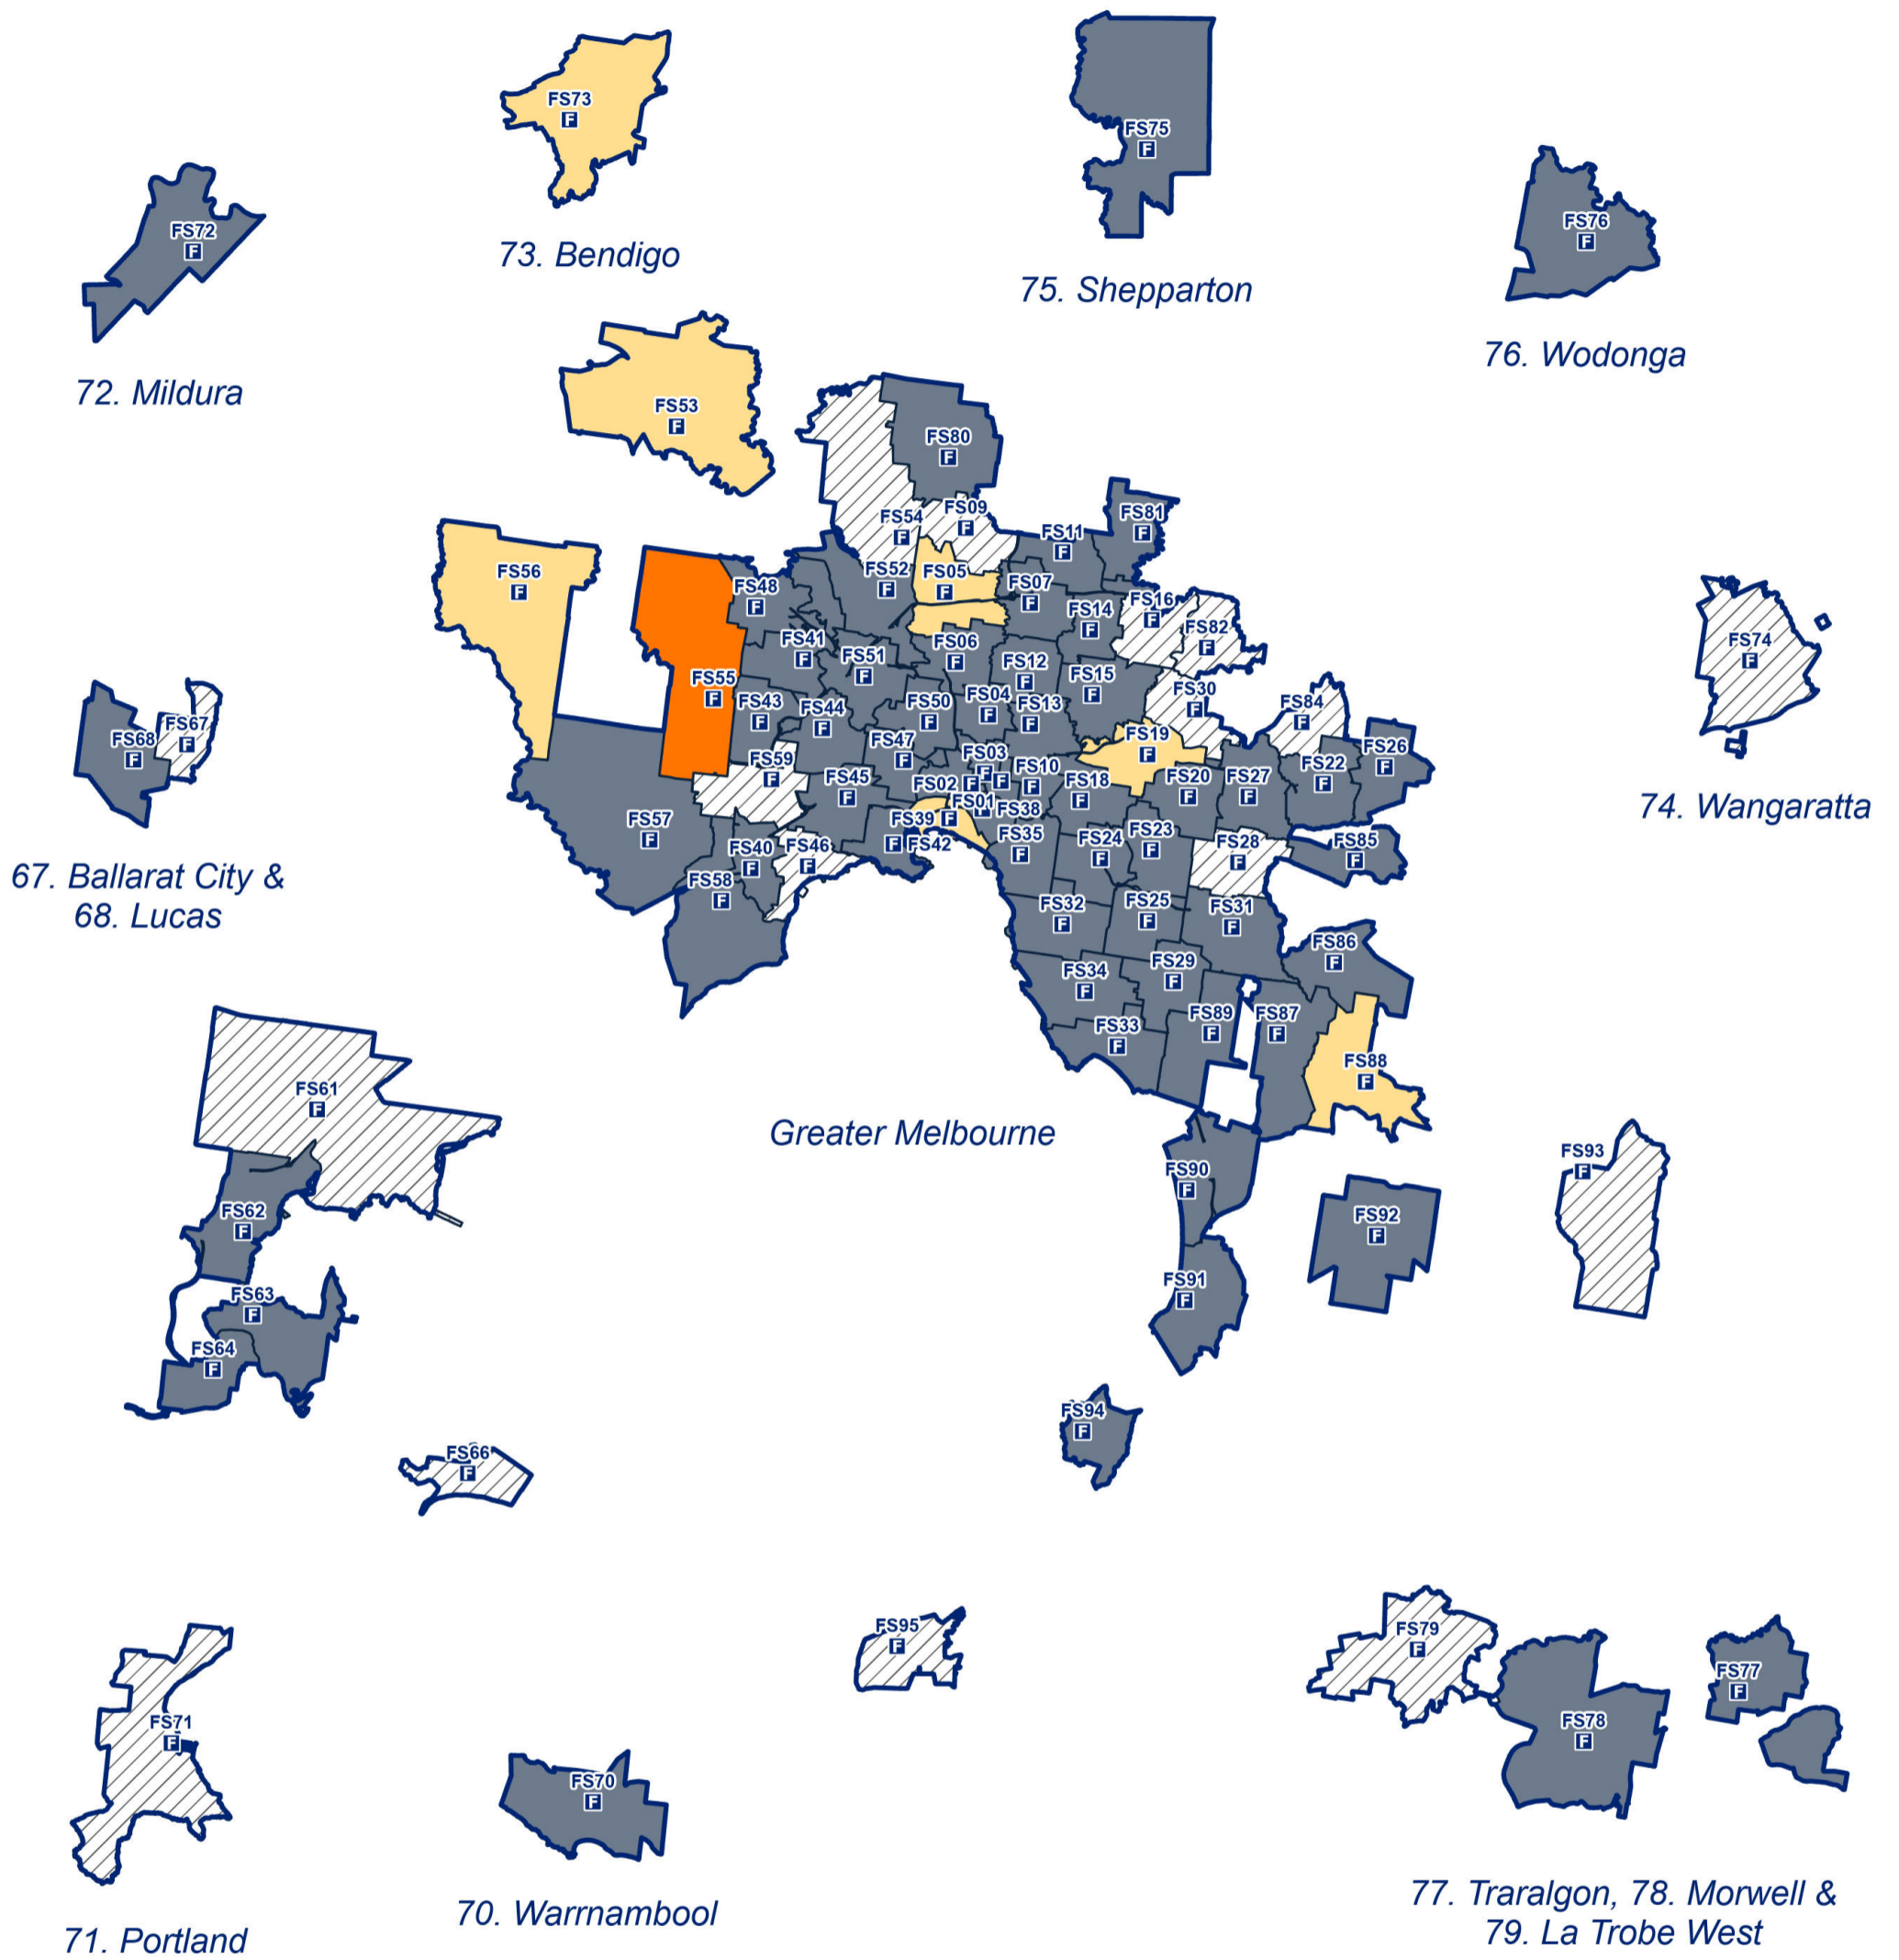 FS73
F
73. Bendigo
FS75
F
75. Shepparton
FS72
F
72. Mildura
FS76
F
76. Wodonga
FS53
F
FS80
F
FS54
F
FS09
F
FS11
F
FS81
F
FS56
F
FS48
F
FS52
F
FS05
F
FS07
F
FS14
F
FS16
F
FS82
F
FS74
F
74. Wangaratta
FS41
F
FS51
F
FS06
F
FS12
F
FS15
F
FS55
F
FS43
F
FS44
F
FS50
F
FS04
F
FS13
F
FS30
F
FS84
F
FS67
F
FS68
F
67. Ballarat City &
68. Lucas
FS59
F
FS47
F
FS03
F
FS19
F
FS26
F
FS45
F
FS02
F
FS10
F
FS18
F
FS20
F
FS27
F
FS22
F
FS01
F
FS38
F
FS57
F
FS39
F
FS42
F
FS35
F
FS24
F
FS23
F
FS28
F
FS85
F
FS40
F
FS46
F
FS58
F
FS32
F
FS25
F
FS31
F
FS86
F
FS34
F
FS29
F
FS89
F
FS87
F
FS33
F
FS88
F
Greater Melbourne
FS61
F
FS62
F
FS63
F
FS64
F
FS90
F
FS92
F
FS93
F
FS91
F
FS94
F
FS66
F
FS95
F
FS79
F
FS77
F
FS78
F
77. Traralgon, 78. Morwell &
79. La Trobe West
FS71
F
71. Portland
FS70
F
70. Warrnambool